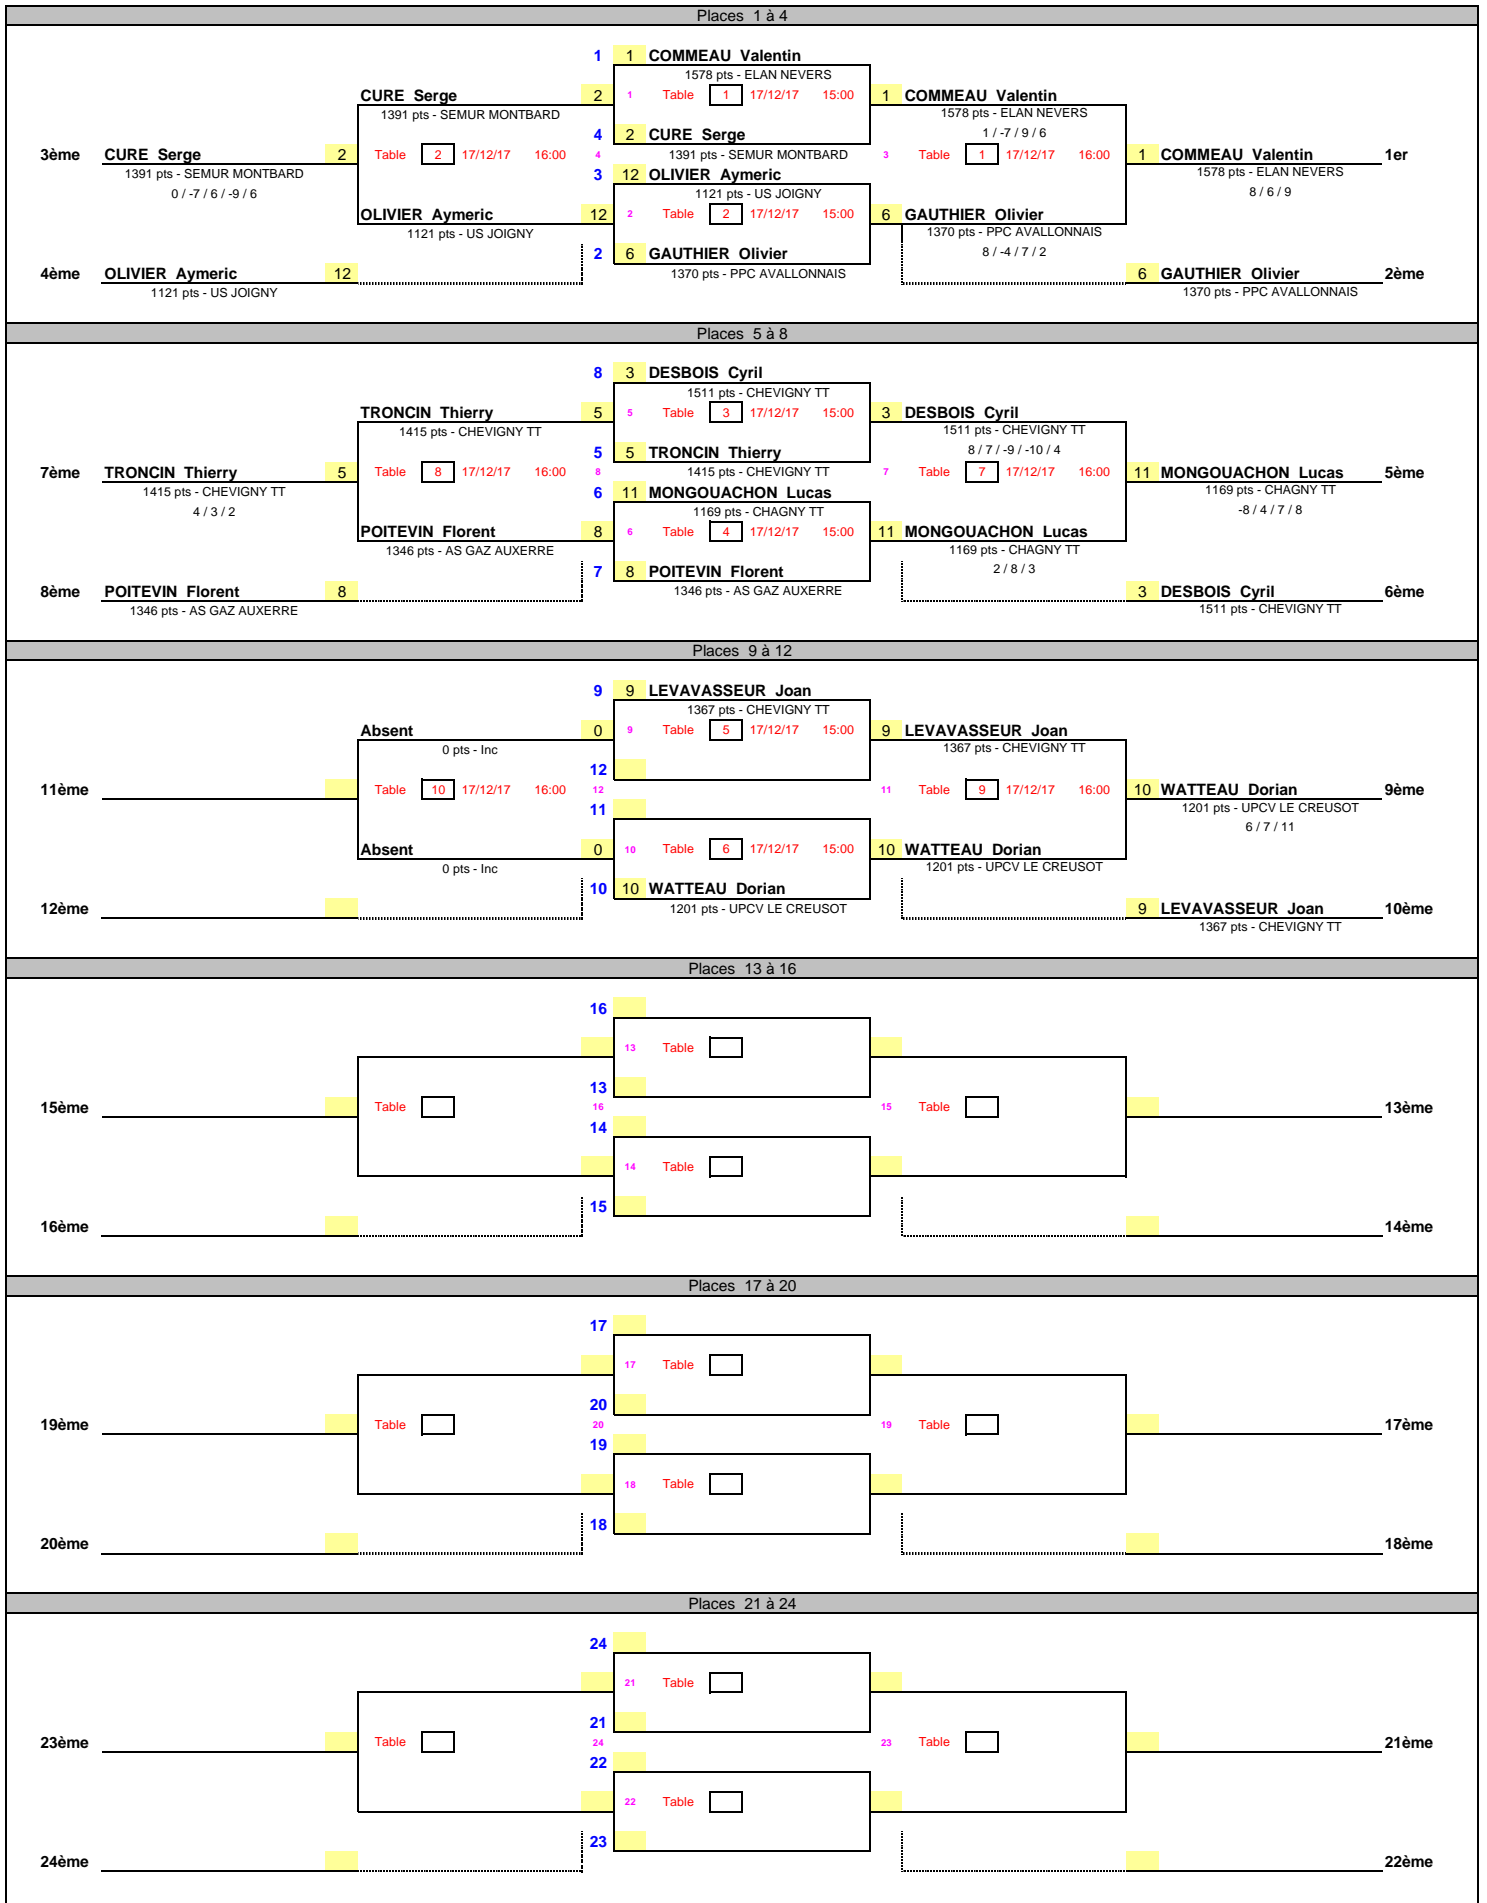 Places 1 à 4
1 1 COMMEAU Valentin
1578 pts - ELAN NEVERS
CURE Serge 2 1 Table 1 17/12/17 15:00 1 COMMEAU Valentin
1391 pts - SEMUR MONTBARD 1578 pts - ELAN NEVERS
4 2 CURE Serge 1 / -7 / 9 / 6
3ème CURE Serge 2 Table 2 17/12/17 16:00 4 1391 pts - SEMUR MONTBARD 3 Table 1 17/12/17 16:00 1 COMMEAU Valentin 1er
1391 pts - SEMUR MONTBARD 3 12 OLIVIER Aymeric 1578 pts - ELAN NEVERS
0 / -7 / 6 / -9 / 6 1121 pts - US JOIGNY 8 / 6 / 9
OLIVIER Aymeric 12 2 Table 2 17/12/17 15:00 6 GAUTHIER Olivier
1121 pts - US JOIGNY 1370 pts - PPC AVALLONNAIS
2 6 GAUTHIER Olivier 8 / -4 / 7 / 2
4ème OLIVIER Aymeric 12 1370 pts - PPC AVALLONNAIS 6 GAUTHIER Olivier 2ème
1121 pts - US JOIGNY 1370 pts - PPC AVALLONNAIS
Places 5 à 8
8 3 DESBOIS Cyril
1511 pts - CHEVIGNY TT
TRONCIN Thierry 5 5 Table 3 17/12/17 15:00 3 DESBOIS Cyril
1415 pts - CHEVIGNY TT 1511 pts - CHEVIGNY TT
5 5 TRONCIN Thierry 8 / 7 / -9 / -10 / 4
7ème TRONCIN Thierry 5 Table 8 17/12/17 16:00 8 1415 pts - CHEVIGNY TT 7 Table 7 17/12/17 16:00 11 MONGOUACHON Lucas 5ème
1415 pts - CHEVIGNY TT 6 11 MONGOUACHON Lucas 1169 pts - CHAGNY TT
4 / 3 / 2 1169 pts - CHAGNY TT -8 / 4 / 7 / 8
POITEVIN Florent 8 6 Table 4 17/12/17 15:00 11 MONGOUACHON Lucas
1346 pts - AS GAZ AUXERRE 1169 pts - CHAGNY TT
7 8 POITEVIN Florent 2 / 8 / 3
8ème POITEVIN Florent 8 1346 pts - AS GAZ AUXERRE 3 DESBOIS Cyril 6ème
1346 pts - AS GAZ AUXERRE 1511 pts - CHEVIGNY TT
Places 9 à 12
9 9 LEVAVASSEUR Joan
1367 pts - CHEVIGNY TT
Absent 0 9 Table 5 17/12/17 15:00 9 LEVAVASSEUR Joan
0 pts - Inc 1367 pts - CHEVIGNY TT
12
11ème Table 10 17/12/17 16:00 12 11 Table 9 17/12/17 16:00 10 WATTEAU Dorian 9ème
11 1201 pts - UPCV LE CREUSOT
6 / 7 / 11
Absent 0 10 Table 6 17/12/17 15:00 10 WATTEAU Dorian
0 pts - Inc 1201 pts - UPCV LE CREUSOT
10 10 WATTEAU Dorian
12ème 1201 pts - UPCV LE CREUSOT 9 LEVAVASSEUR Joan 10ème
1367 pts - CHEVIGNY TT
Places 13 à 16
16
13 Table
13
15ème Table 16 15 Table 13ème
14
14 Table
15
16ème 14ème
Places 17 à 20
17
17 Table
20
19ème Table 20 19 Table 17ème
19
18 Table
18
20ème 18ème
Places 21 à 24
24
21 Table
21
23ème Table 24 23 Table 21ème
22
22 Table
23
24ème 22ème